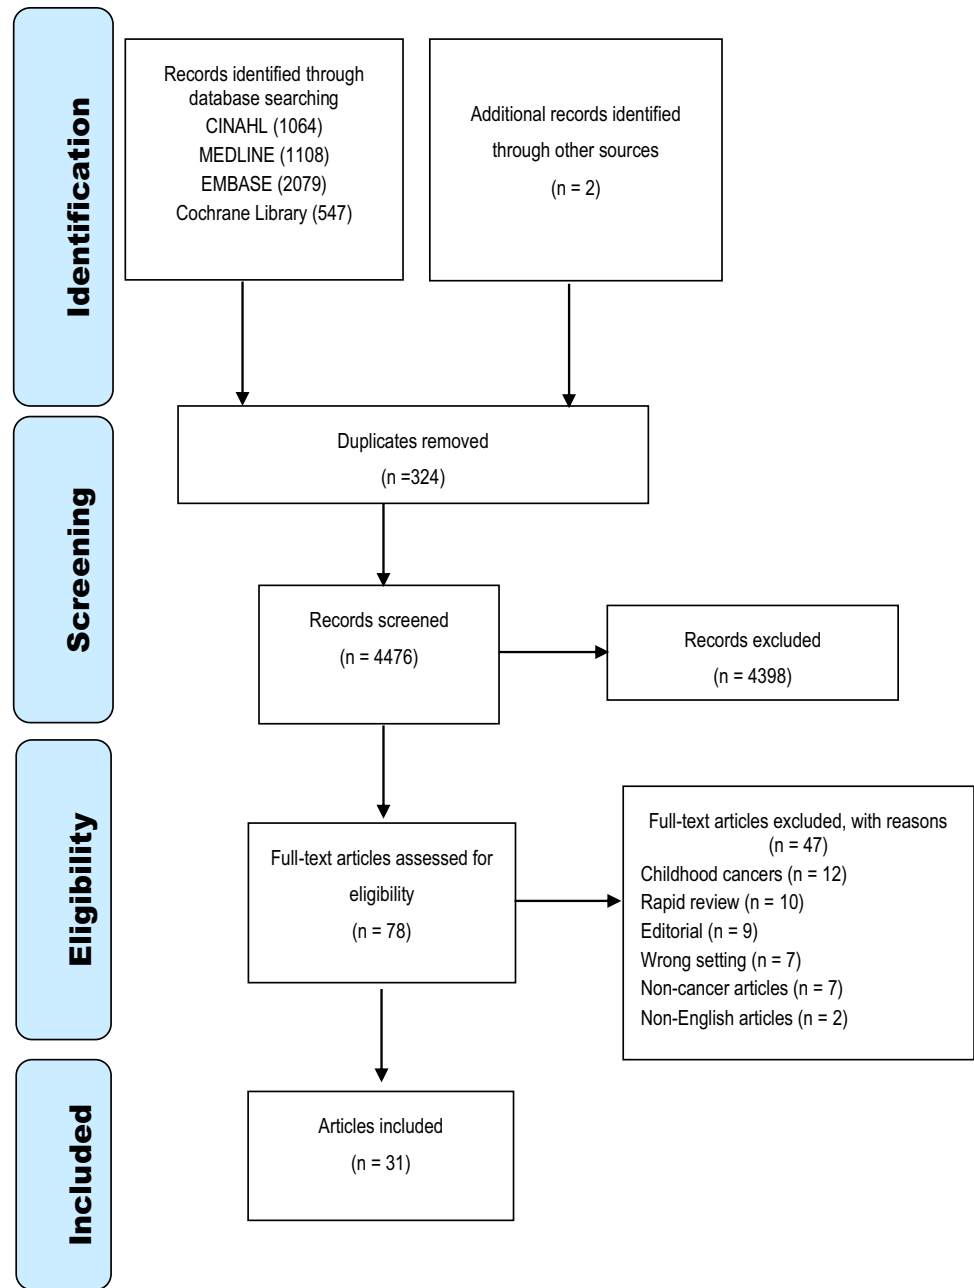 Identification
Records identified through
database searching
CINAHL (1064)
MEDLINE (1108)
EMBASE (2079)
Cochrane Library (547)
Additional records identified
through other sources
(n = 2)
Screening
Duplicates removed
(n =324)
Records screened
(n = 4476)
Records excluded
(n = 4398)
Eligibility
Full-text articles assessed for
eligibility
(n = 78)
Full-text articles excluded, with reasons
(n = 47)
Childhood cancers (n = 12)
Rapid review (n = 10)
Editorial (n = 9)
Wrong setting (n = 7)
Non-cancer articles (n = 7)
Non-English articles (n = 2)
Included
Articles included
(n = 31)